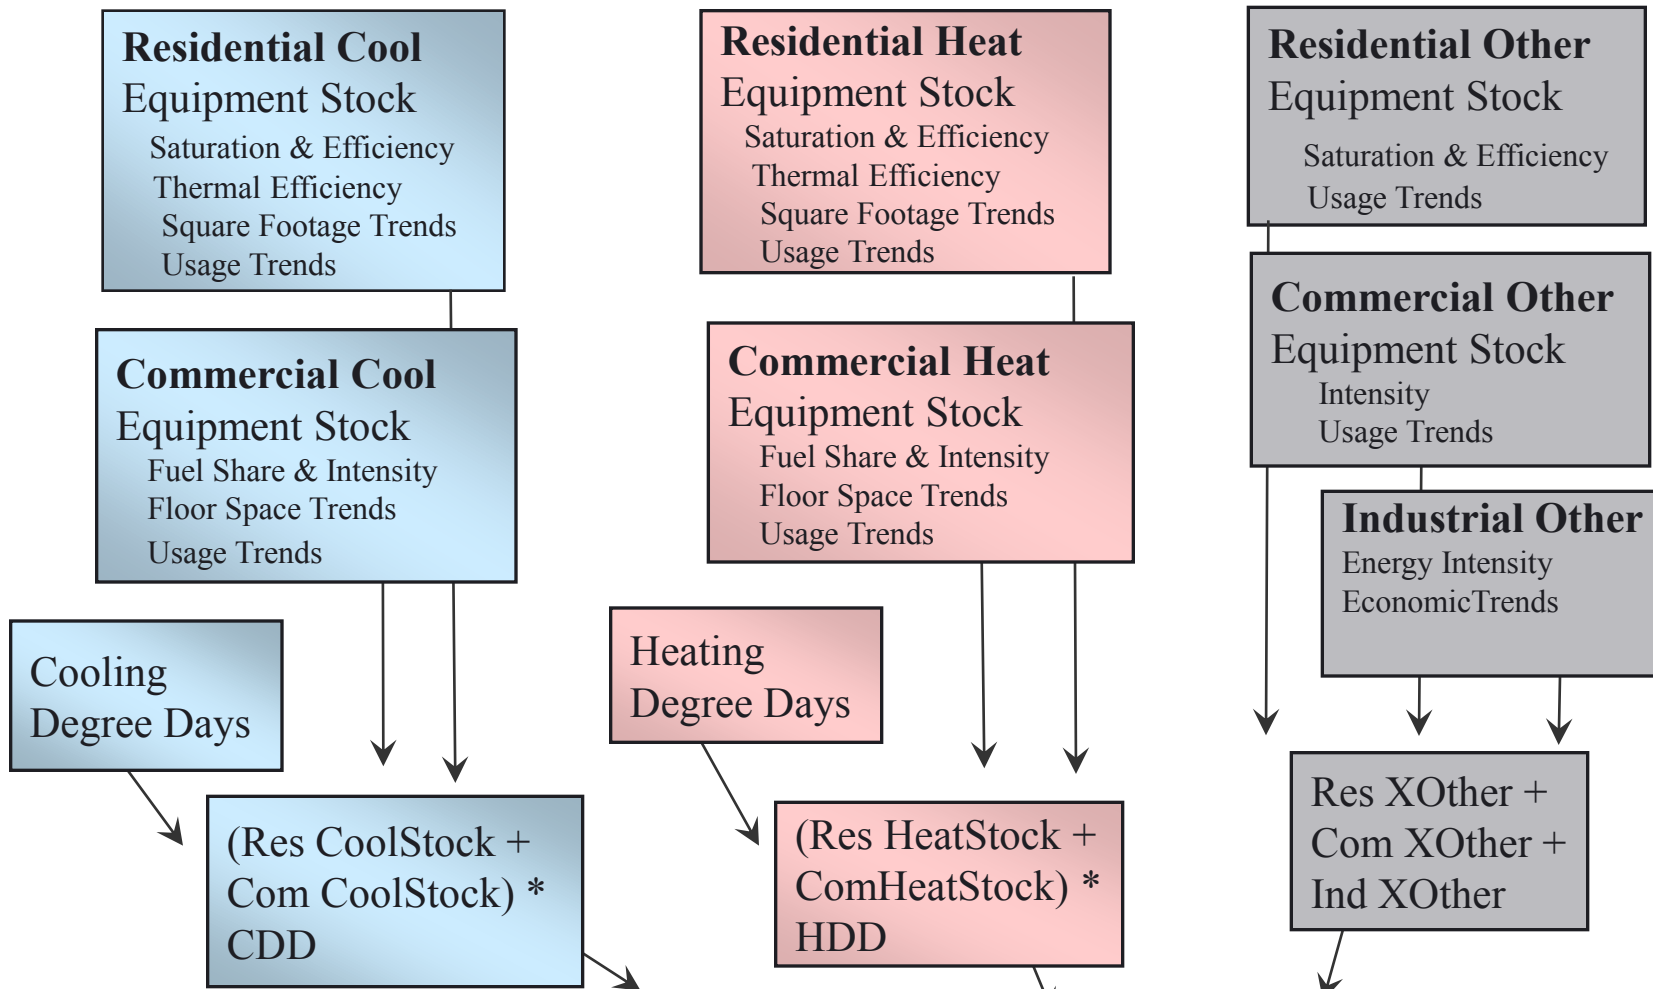 Residential Cool
Equipment Stock
Saturation & Efficiency
Thermal Efficiency
Square Footage Trends
Usage Trends
Commercial Cool
Equipment Stock
Fuel Share & Intensity
Floor Space Trends
Usage Trends
Cooling
Degree Days
(Res CoolStock +
Com CoolStock) *
CDD
Residential Heat
Equipment Stock
Saturation & Efficiency
Thermal Efficiency
Square Footage Trends
Usage Trends
Commercial Heat
Equipment Stock
Fuel Share & Intensity
Floor Space Trends
Usage Trends
Heating
Degree Days
(Res HeatStock +
ComHeatStock) *
HDD
Residential Other
Equipment Stock
Saturation & Efficiency
Usage Trends
Commercial Other
Equipment Stock
Intensity
Usage Trends
Industrial Other
Energy Intensity
EconomicTrends
Res XOther +
Com XOther +
Ind XOther